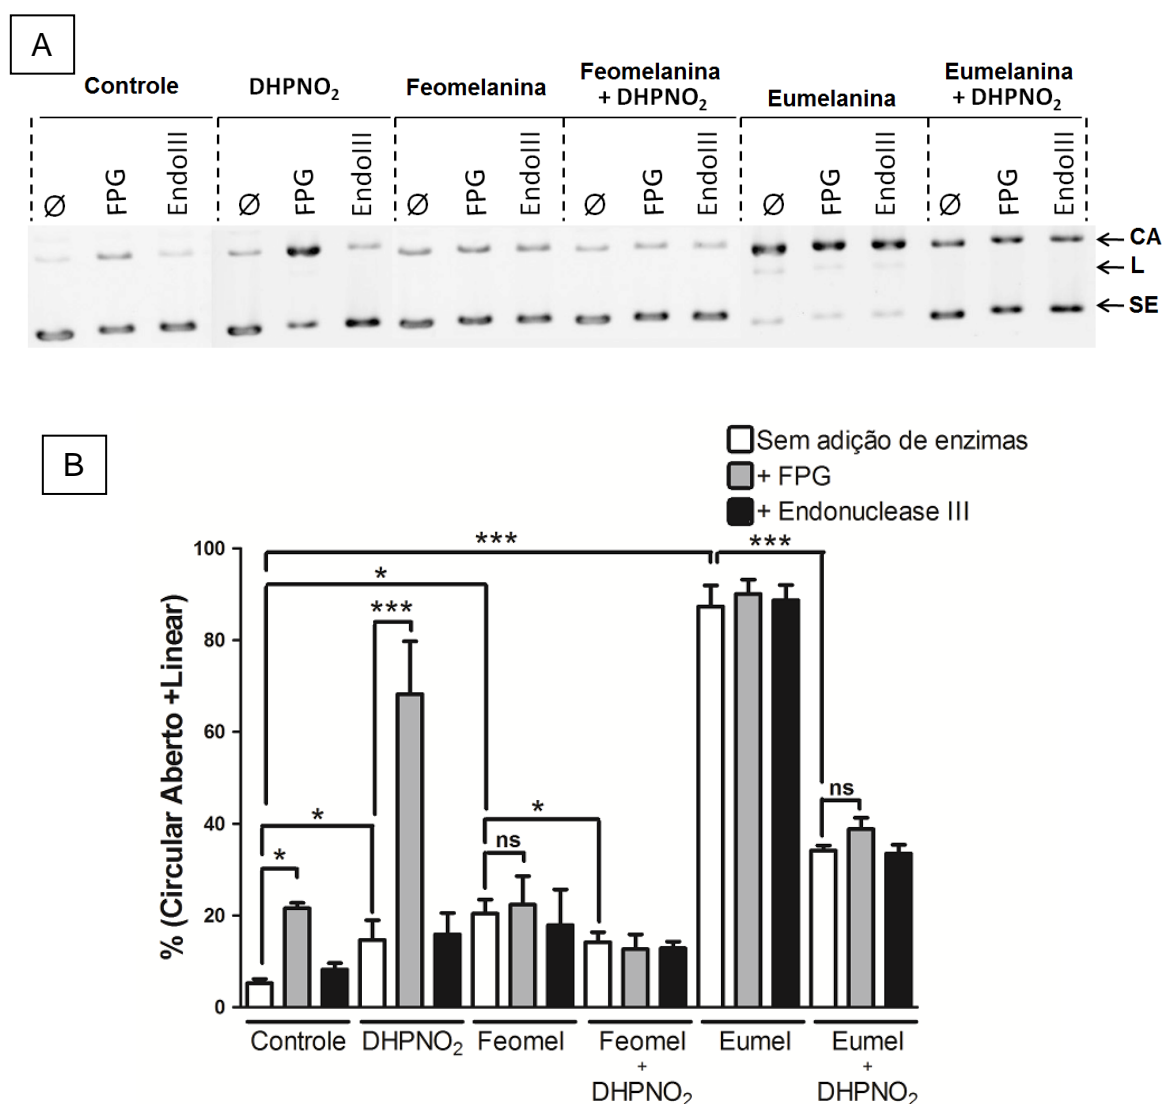 A
Controle
DHPNO2
Feomelanina
Feomelanina
+ DHPNO2
Eumelanina
Eumelanina
+ DHPNO2
Ø FPG EndoIII Ø FPG EndoIII Ø FPG EndoIII Ø FPG EndoIII Ø FPG EndoIII Ø FPG EndoIII
CA
L
SE
B
Sem adição de enzimas
+ FPG
+ Endonuclease III
% (Circular Aberto +Linear)
100
80
60
40
20
0
***
***
*
***
*
*
*
ns
ns
Controle DHPNO2 Feomel Feomel Eumel Eumel
+ +
DHPNO2 DHPNO2